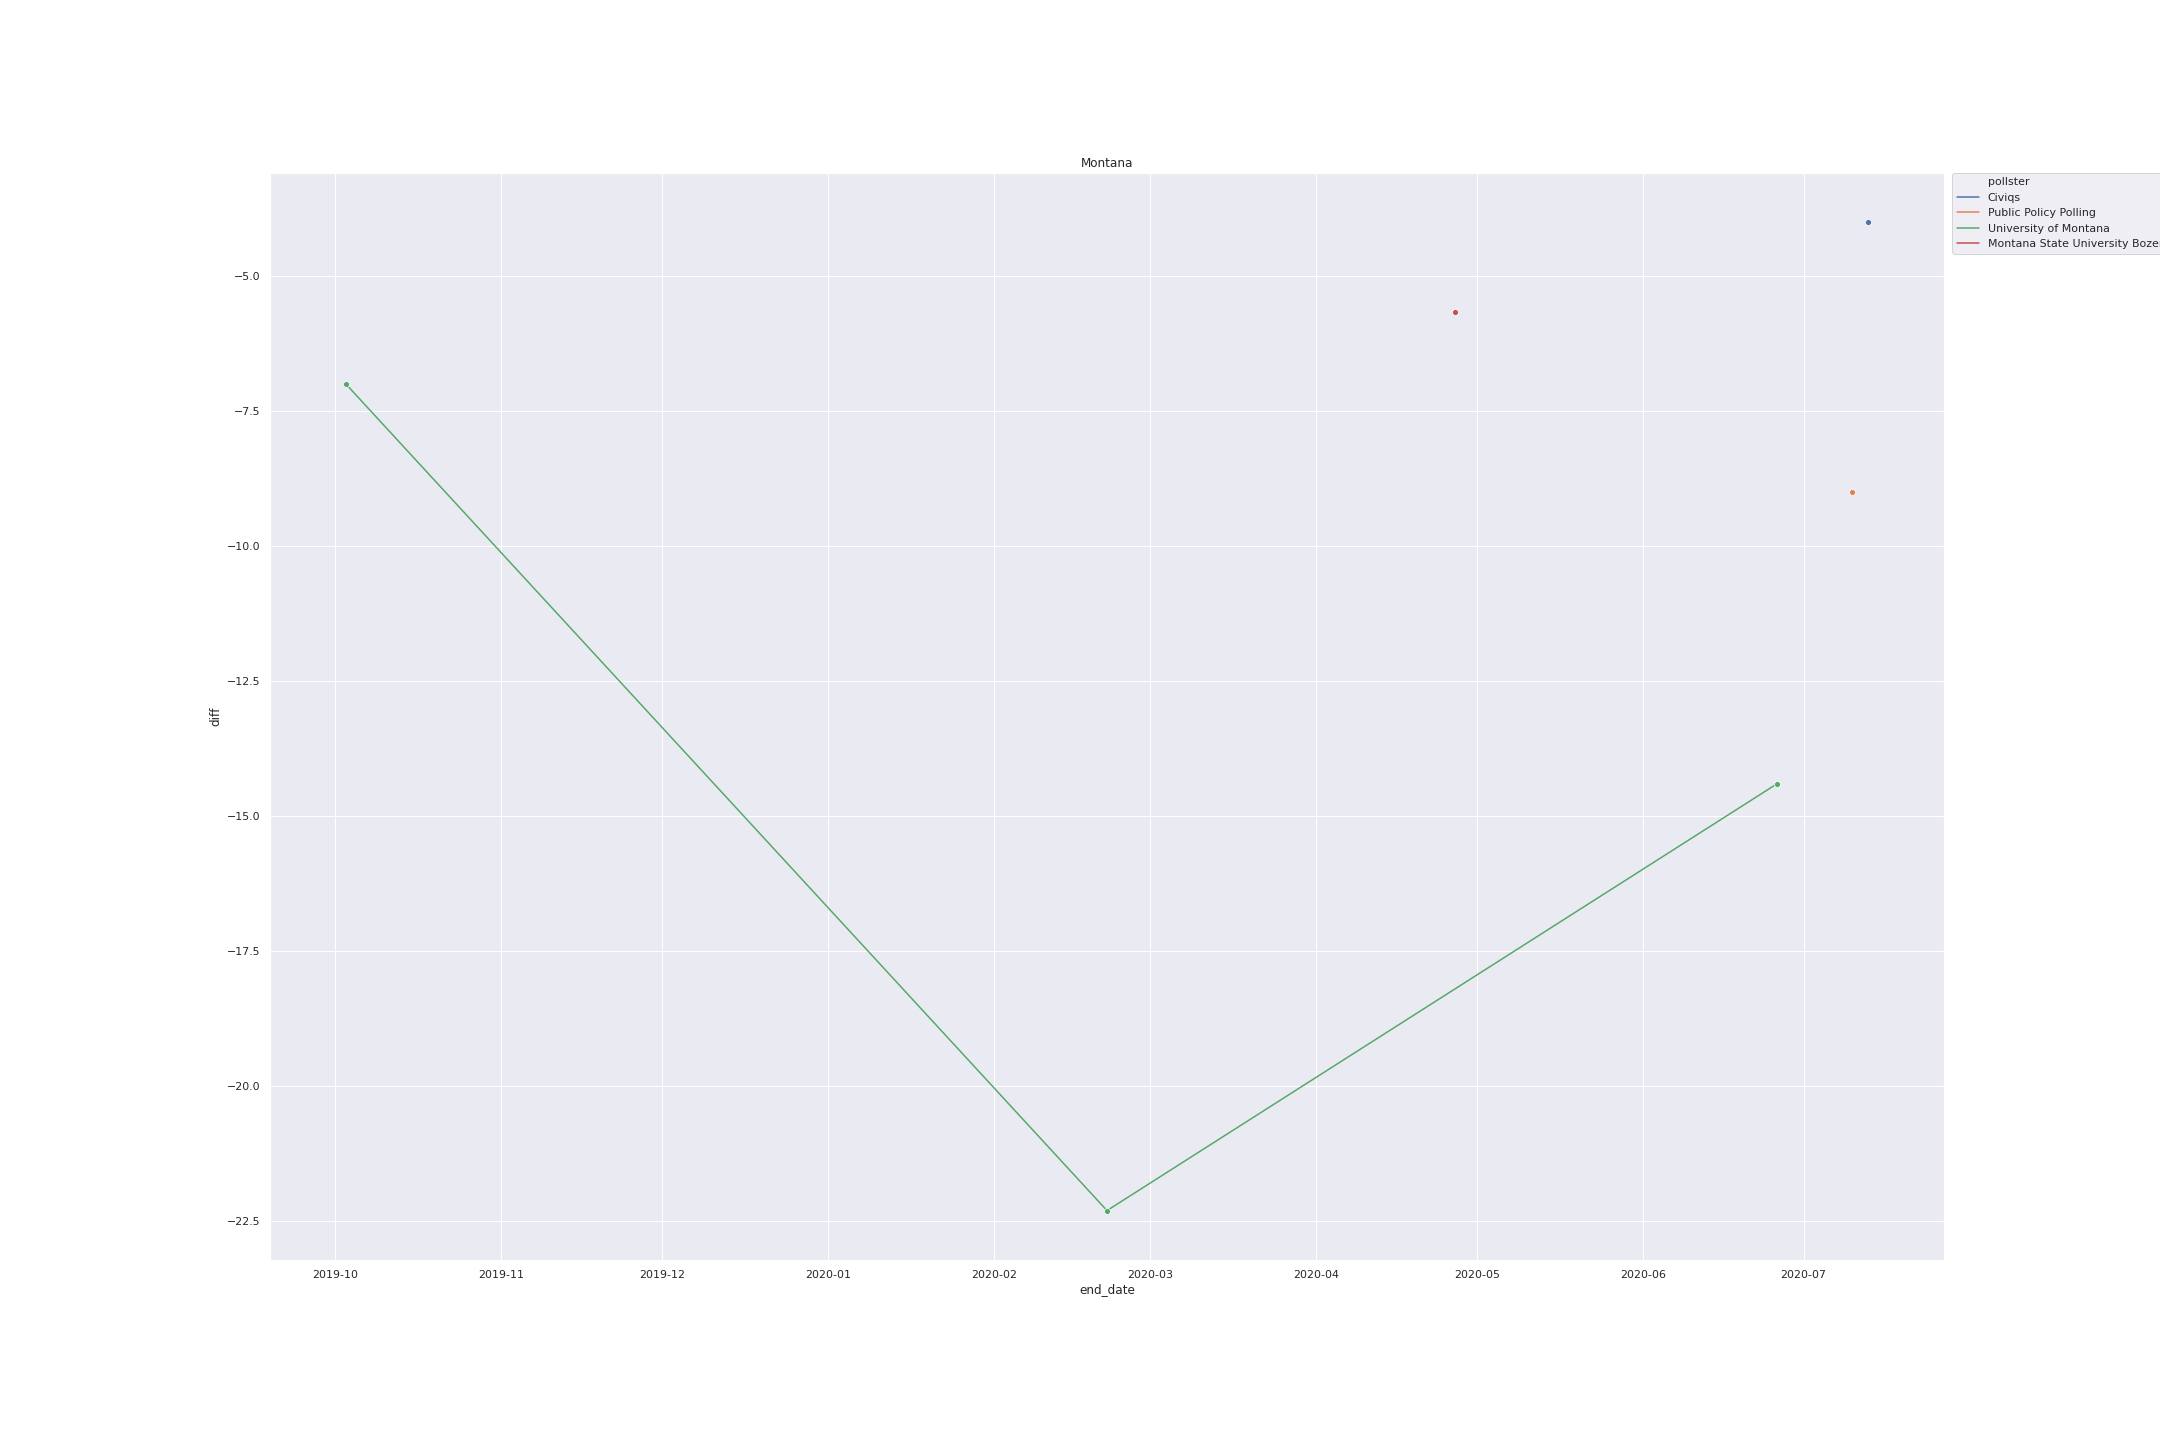 Montana
pollster
Civiqs
Public Policy Polling
University of Montana
Montana State University Boze
−5.0
−7.5
−10.0
−12.5
−15.0
−17.5
−20.0
−22.5
diff
2019-10 2019-11 2019-12 2020-01 2020-02 2020-03 2020-04 2020-05 2020-06 2020-07
end_date